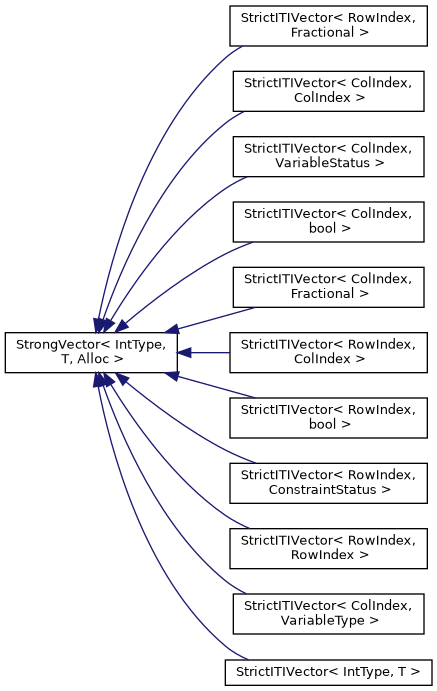 StrictITIVector< RowIndex,
Fractional >
StrictITIVector< ColIndex,
ColIndex >
StrictITIVector< ColIndex,
VariableStatus >
StrictITIVector< ColIndex,
bool >
StrictITIVector< ColIndex,
Fractional >
StrongVector< IntType,
T, Alloc >
StrictITIVector< RowIndex,
ColIndex >
StrictITIVector< RowIndex,
bool >
StrictITIVector< RowIndex,
ConstraintStatus >
StrictITIVector< RowIndex,
RowIndex >
StrictITIVector< ColIndex,
VariableType >
StrictITIVector< IntType, T >